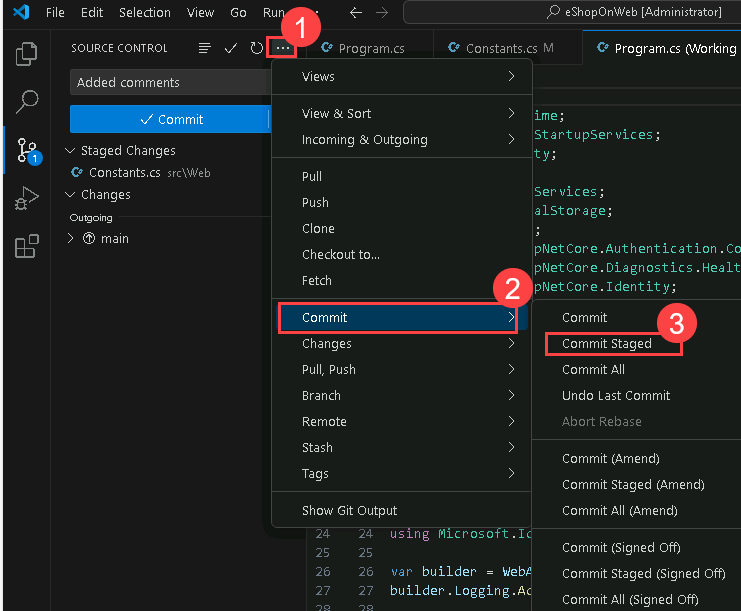 File Edit Selection View Go Run eShopOnWeb [Administrator]
1
SOURCE CONTROL
Program.cs
Constants.cs M
Program.cs (Working
Added comments
Commit
Staged Changes
Constants.cs src\Web
Changes
Outgoing
main
1
Views
View & Sort
Incoming & Outgoing
Pull
Push
Clone
Checkout to...
Fetch
Commit
2
Changes
Pull, Push
Branch
Remote
Stash
Tags
Show Git Output
ime;
StartupServices;
ty;
Services;
alStorage;
;
pNetCore.Authentication.Co
pNetCore.Diagnostics.Healt
pNetCore.Identity;
Commit
3
Commit Staged
Commit All
Undo Last Commit
Abort Rebase
Commit (Amend)
Commit Staged (Amend)
Commit All (Amend)
Commit (Signed Off)
Commit Staged (Signed Off)
Commit All (Signed Off)
24 24 using Microsoft.Id
25 25
26 26 var builder = WebA
27 27 builder.Logging.Ad
28 28